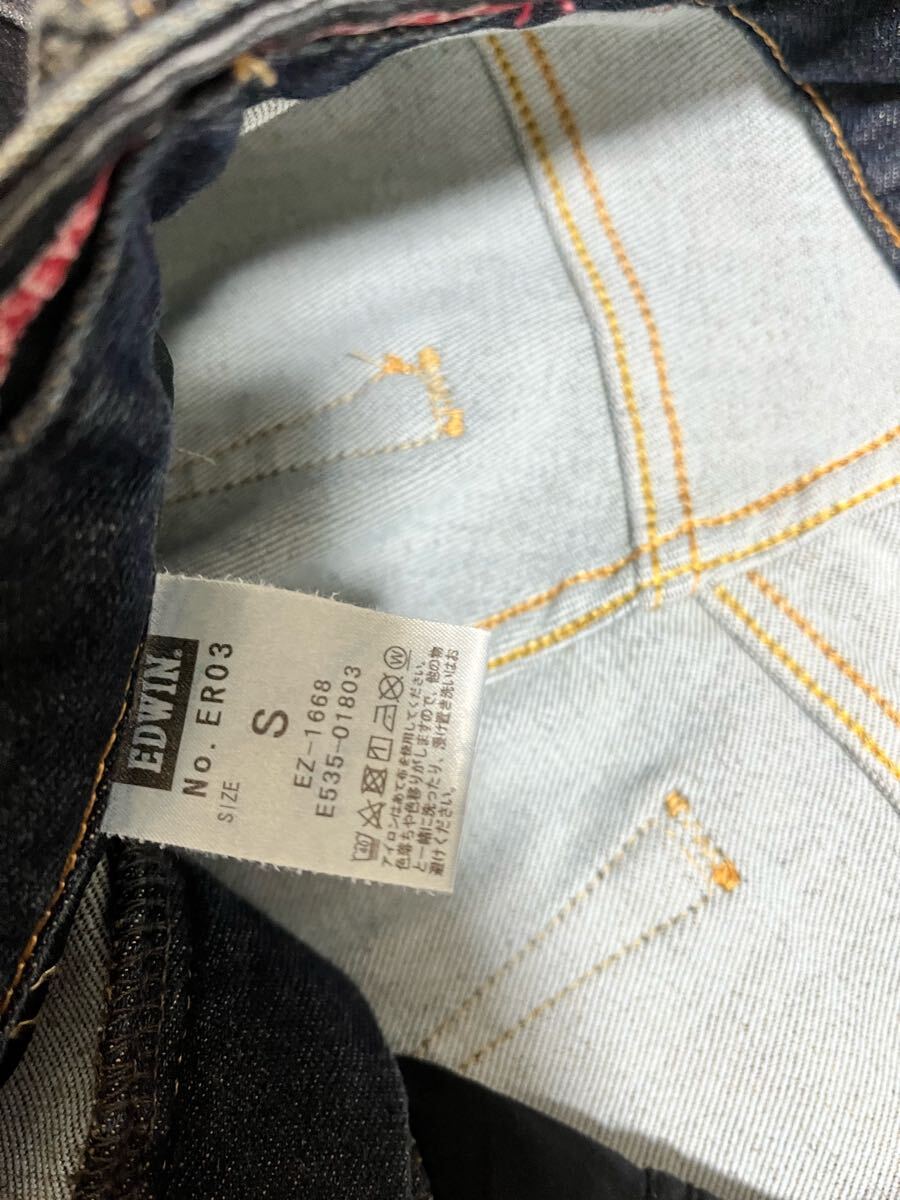 EDWIN.
No. ER03
SIZE
S
EZ-1668
E535-01803
40
W
アイロンはあて布を使用してください。
色落ちや色移りがしますので、他の物
と一緒に洗ったり、漬け置き洗いはお
避けください。